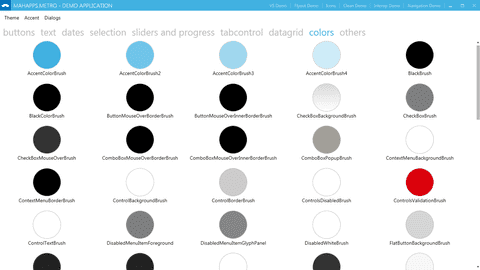 MAHAPPS.METRO - DEMO APPLICATION
VS Demo Flyout Demo Icons Clean Demo Intense Demo Navigation Demo
Theme Accent Dialogs
buttons text dates selection sliders and progress tabcontrol datagrid colors others
AccentColorBrush AccentColorBrush2 AccentColorBrush3 AccentColorBrush4 BlackBrush
BlackColorBrush ButtonMouseOverBorderBrush ButtonMouseOverInnerBorderBrush CheckBoxBackgroundBrush CheckBoxBrush
CheckBoxMouseOverBrush ComboBoxMouseOverBorderBrush ComboBoxMouseOverInnerBorderBrush ComboBoxPopupBrush ContextMenuBackgroundBrush
ContextMenuBorderBrush ControlBackgroundBrush ControlBorderBrush ControlsDisabledBrush ControlsValidationBrush
ControlTextBrush DisabledMenuItemForeground DisabledMenuItemGlyphPanel DisabledWhiteBrush FlatButtonBackgroundBrush